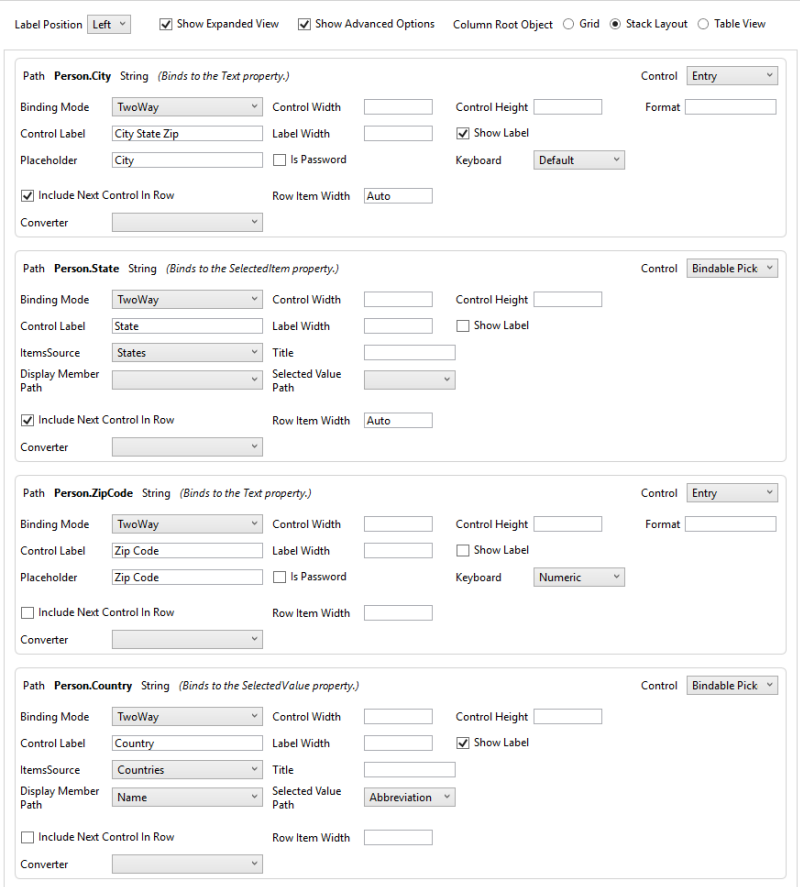 Label Position Left Show Expanded View Show Advanced Options Column Root Object Grid Stack Layout Table View
Path Person.City String (Binds to the Text property.) Control Entry
Binding Mode TwoWay Control Width Control Height Format
Control Label City State Zip Label Width Show Label
Placeholder City Is Password Keyboard Default
Include Next Control In Row Row Item Width Auto
Converter
Path Person.State String (Binds to the SelectedItem property.) Control Bindable Pick
Binding Mode TwoWay Control Width Control Height
Control Label State Label Width Show Label
ItemsSource States Title
Display Member Path Selected Value Path
Include Next Control In Row Row Item Width Auto
Converter
Path Person.ZipCode String (Binds to the Text property.) Control Entry
Binding Mode TwoWay Control Width Control Height Format
Control Label Zip Code Label Width Show Label
Placeholder Zip Code Is Password Keyboard Numeric
Include Next Control In Row Row Item Width
Converter
Path Person.Country String (Binds to the SelectedValue property.) Control Bindable Pick
Binding Mode TwoWay Control Width Control Height
Control Label Country Label Width Show Label
ItemsSource Countries Title
Display Member Path Name Selected Value Path Abbreviation
Include Next Control In Row Row Item Width
Converter